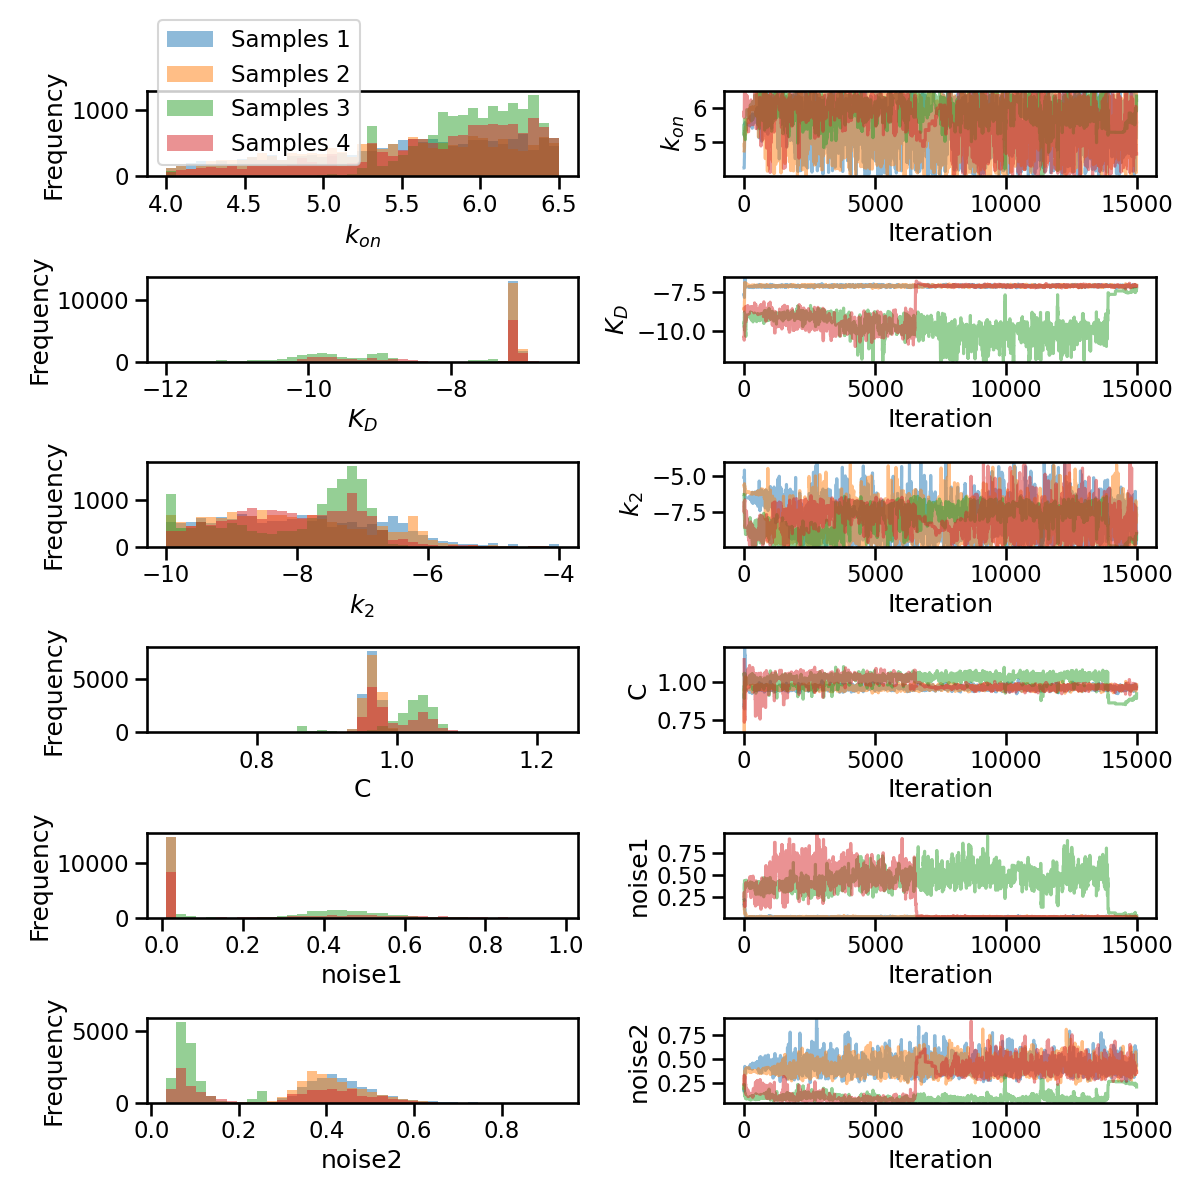 Samples 1
Samples 2
Samples 3
Samples 4
Frequency
1000
0
4.0 4.5 5.0 5.5 6.0 6.5
k_on
k_on
6
5
0 5000 10000 15000
Iteration
Frequency
10000
0
−12 −10 −8
K_D
K_D
−7.5
−10.0
0 5000 10000 15000
Iteration
Frequency
1000
0
−10 −8 −6 −4
k_2
k_2
−5.0
−7.5
0 5000 10000 15000
Iteration
Frequency
5000
0
0.8 1.0 1.2
C
C
1.00
0.75
0 5000 10000 15000
Iteration
Frequency
10000
0
0.0 0.2 0.4 0.6 0.8 1.0
noise1
noise1
0.75
0.50
0.25
0 5000 10000 15000
Iteration
Frequency
5000
0
0.0 0.2 0.4 0.6 0.8
noise2
noise2
0.75
0.50
0.25
0 5000 10000 15000
Iteration